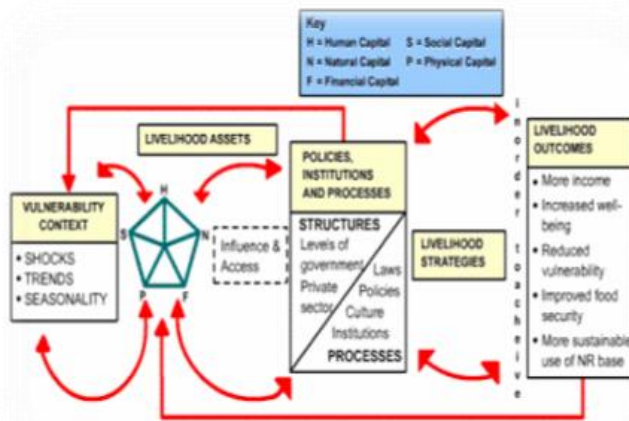 Key
H = Human Capital S = Social Capital
N = Natural Capital P = Physical Capital
F = Financial Capital
LIVELIHOOD ASSETS
H
S
N
P
F
VULNERABILITY
CONTEXT
• SHOCKS
• TRENDS
• SEASONALITY
Influence &
Access
POLICIES,
INSTITUTIONS
AND PROCESSES
STRUCTURES
Levels of
government
Private
sector
Laws
Policies
Culture
Institutions
PROCESSES
LIVELIHOOD
STRATEGIES
inorder toacheive
LIVELIHOOD
OUTCOMES
• More income
• Increased well-
being
• Reduced
vulnerability
• Improved food
security
• More sustainable
use of NR base